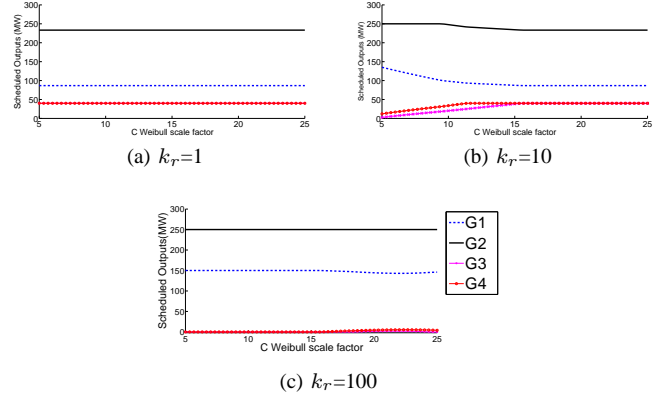 Scheduled Outputs (MW)
300
250
200
150
100
50
0
5
10
15
20
25
C Weibull scale factor
(a) k_r=1
Scheduled Outputs (MW)
300
250
200
150
100
50
0
5
10
15
20
25
C Weibull scale factor
(b) k_r=10
Scheduled Outputs(MW)
300
250
200
150
100
50
0
5
10
15
20
25
C Weibull scale factor
G1
G2
G3
G4
(c) k_r=100